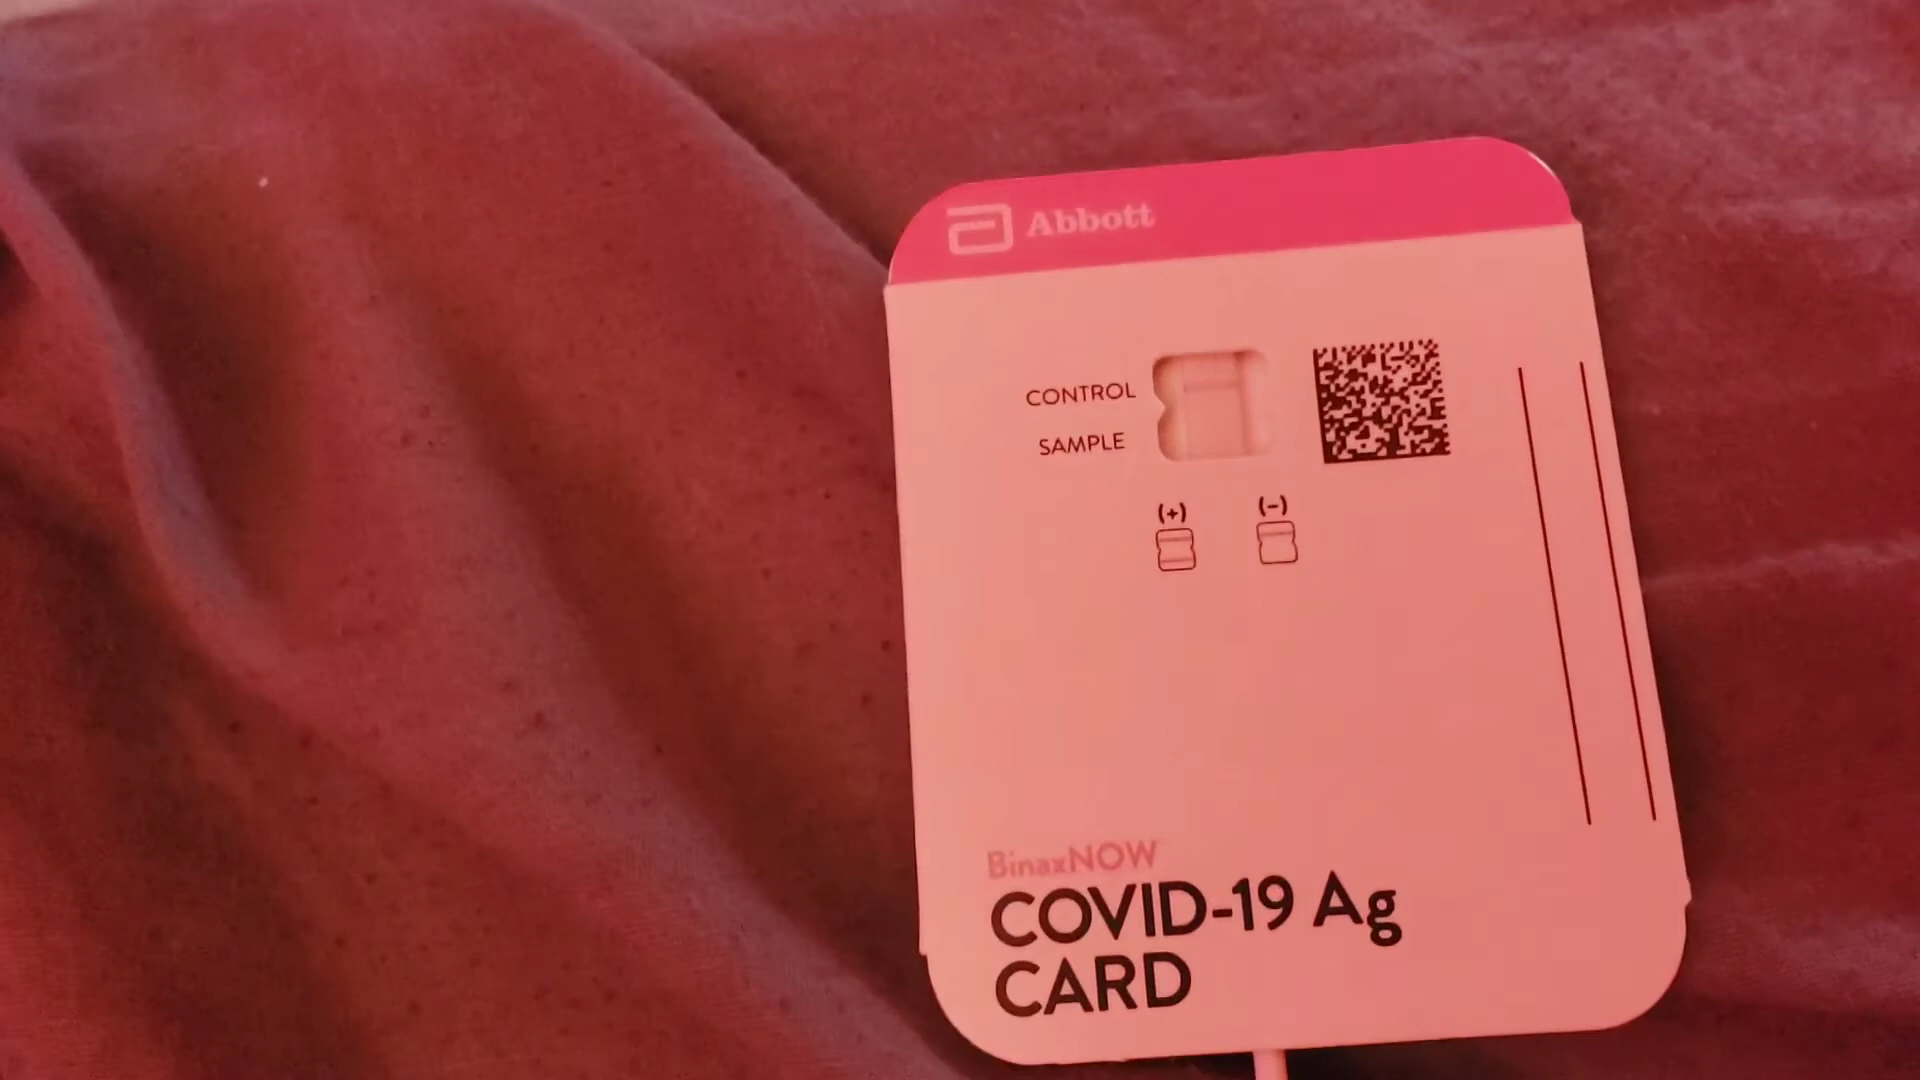 Abbott
CONTROL
SAMPLE
(+) (-)
BinaxNOW
COVID-19 Ag
CARD